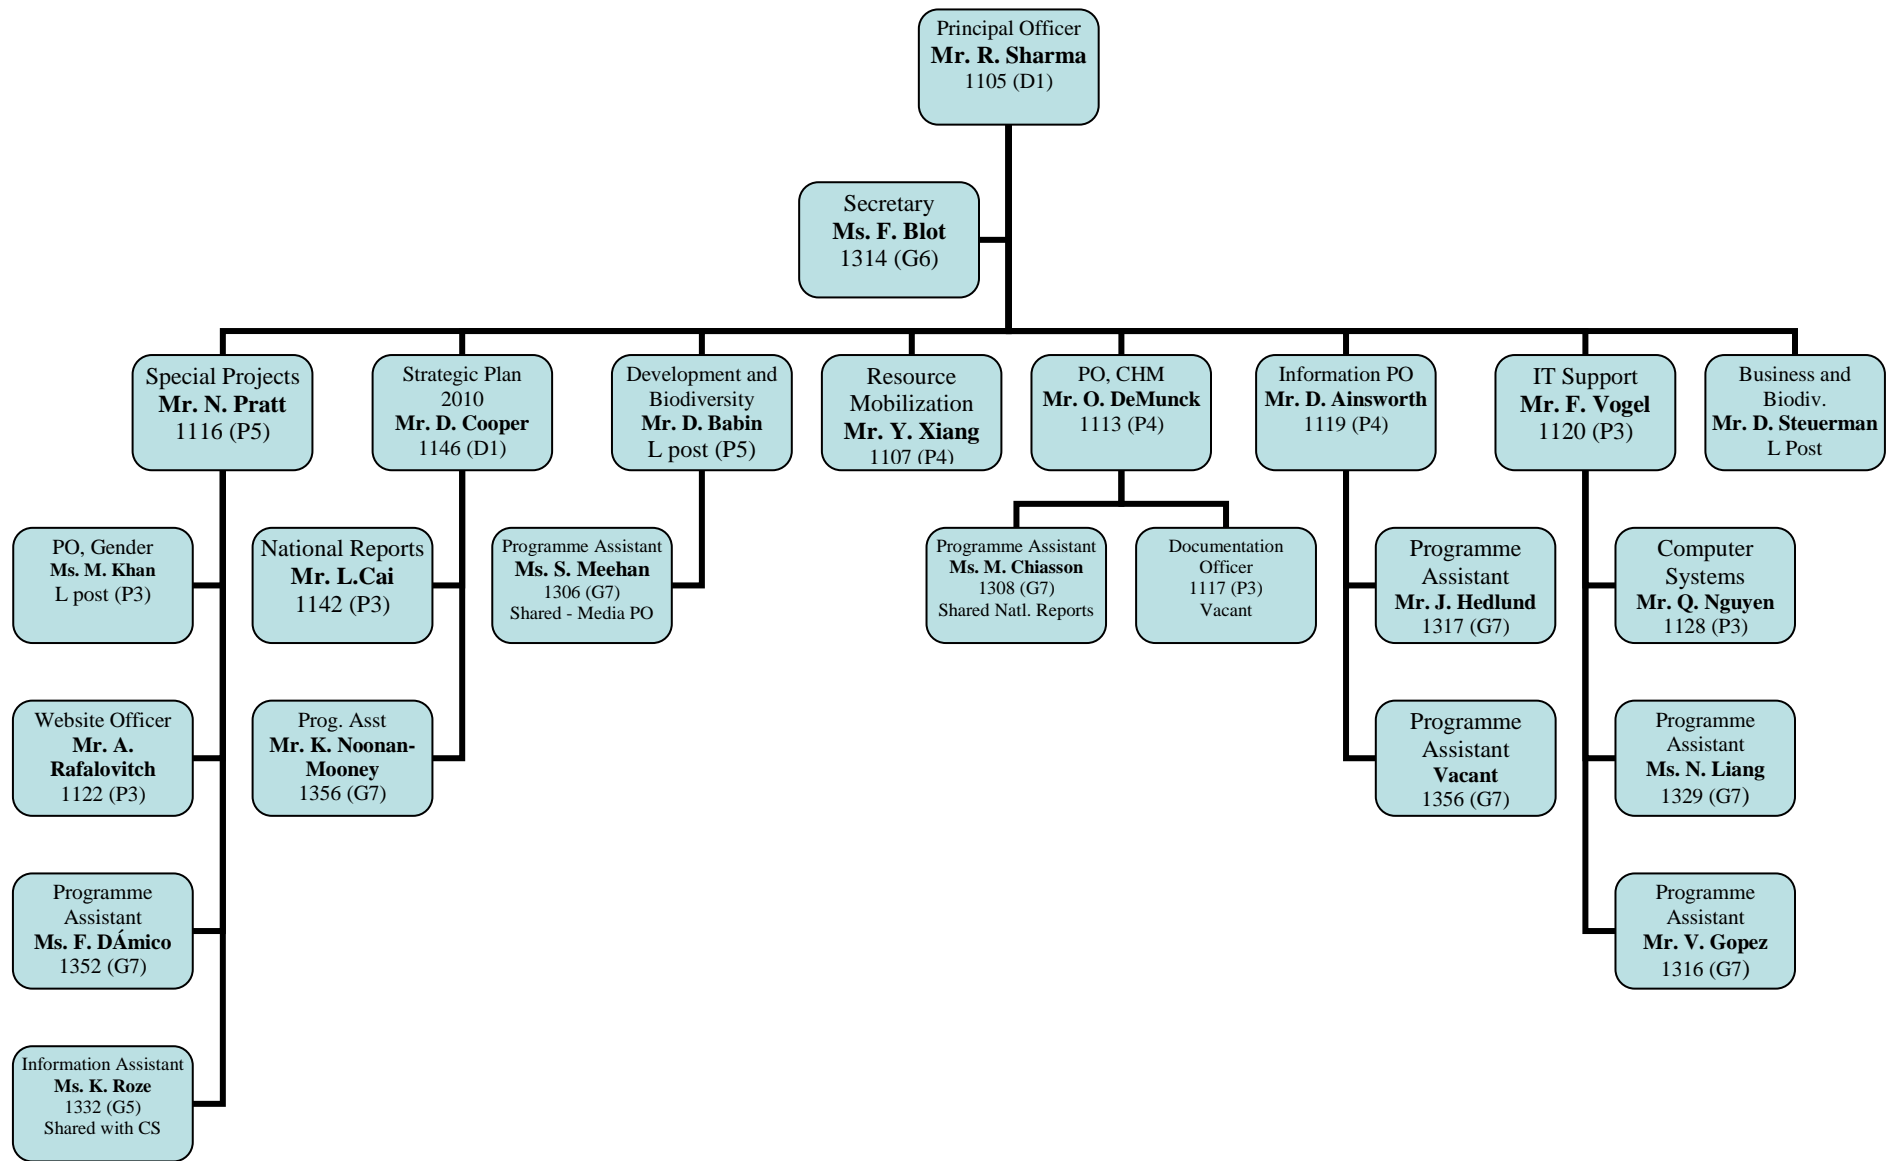 Principal Officer
Mr. R. Sharma
1105 (D1)
Secretary
Ms. F. Blot
1314 (G6)
Special Projects
Mr. N. Pratt
1116 (P5)
Strategic Plan
2010
Mr. D. Cooper
1146 (D1)
Development and
Biodiversity
Mr. D. Babin
L post (P5)
Resource
Mobilization
Mr. Y. Xiang
1107 (P4)
PO, CHM
Mr. O. DeMunck
1113 (P4)
Information PO
Mr. D. Ainsworth
1119 (P4)
IT Support
Mr. F. Vogel
1120 (P3)
Business and
Biodiv.
Mr. D. Steuerman
L Post
PO, Gender
Ms. M. Khan
L post (P3)
National Reports
Mr. L.Cai
1142 (P3)
Programme Assistant
Ms. S. Meehan
1306 (G7)
Shared - Media PO
Programme Assistant
Ms. M. Chiasson
1308 (G7)
Shared Natl. Reports
Documentation
Officer
1117 (P3)
Vacant
Programme
Assistant
Mr. J. Hedlund
1317 (G7)
Computer
Systems
Mr. Q. Nguyen
1128 (P3)
Website Officer
Mr. A.
Rafalovitch
1122 (P3)
Prog. Asst
Mr. K. Noonan-
Mooney
1356 (G7)
Programme
Assistant
Vacant
1356 (G7)
Programme
Assistant
Ms. N. Liang
1329 (G7)
Programme
Assistant
Ms. F. DÁmico
1352 (G7)
Programme
Assistant
Mr. V. Gopez
1316 (G7)
Information Assistant
Ms. K. Roze
1332 (G5)
Shared with CS